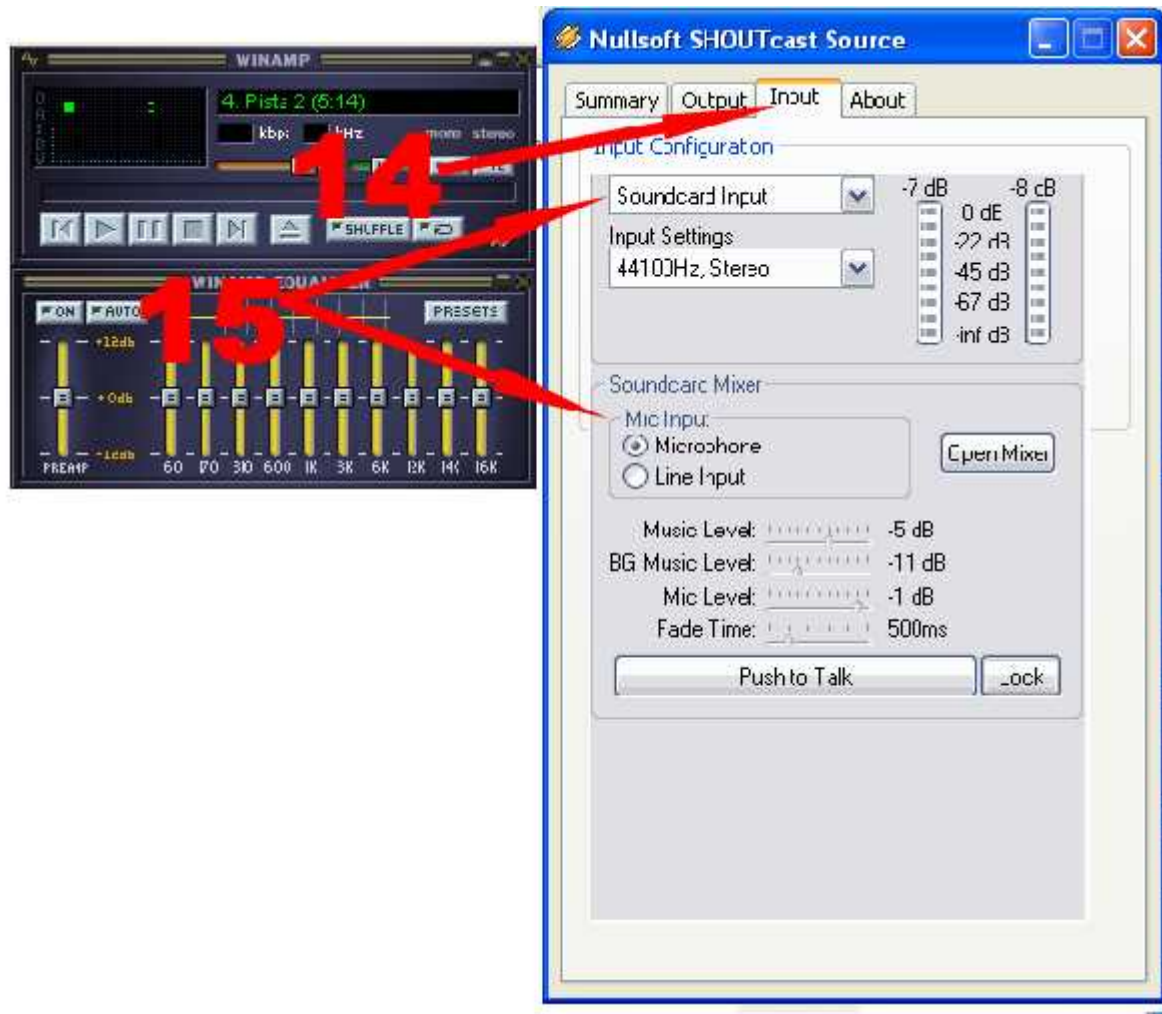 WINAMP
4. Pista 2 (5:14)
kbps kHz mono stereo
14
SHUFFLE
WINAMP EQUALIZER
15
ON AUTO PRESETS
+12db
+0db
-12db
PREAMP 60 170 310 600 1K 3K 6K 12K 14K 16K
Nullsoft SHOUTcast Source
Summary Output Input About
Input Configuration
Soundcard Input
-7 dB -8 dB
0 dB
-22 dB
-45 dB
-67 dB
-inf dB
Input Settings
44100Hz, Stereo
Soundcard Mixer
Mic Input
Microphone
Line Input
Open Mixer
Music Level: -5 dB
BG Music Level: -11 dB
Mic Level: -1 dB
Fade Time: 500ms
Push to Talk Lock